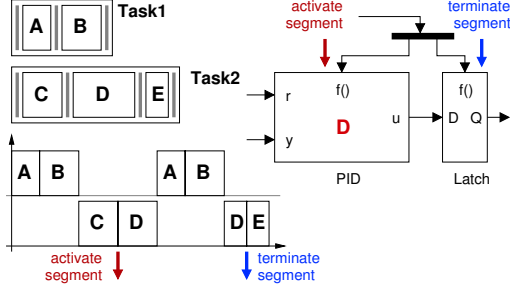 A B Task1
C D E Task2
activate
segment
terminate
segment
f() f()
r
D
u
D Q
y
PID Latch
A B A B
C D D E
activate
segment
terminate
segment